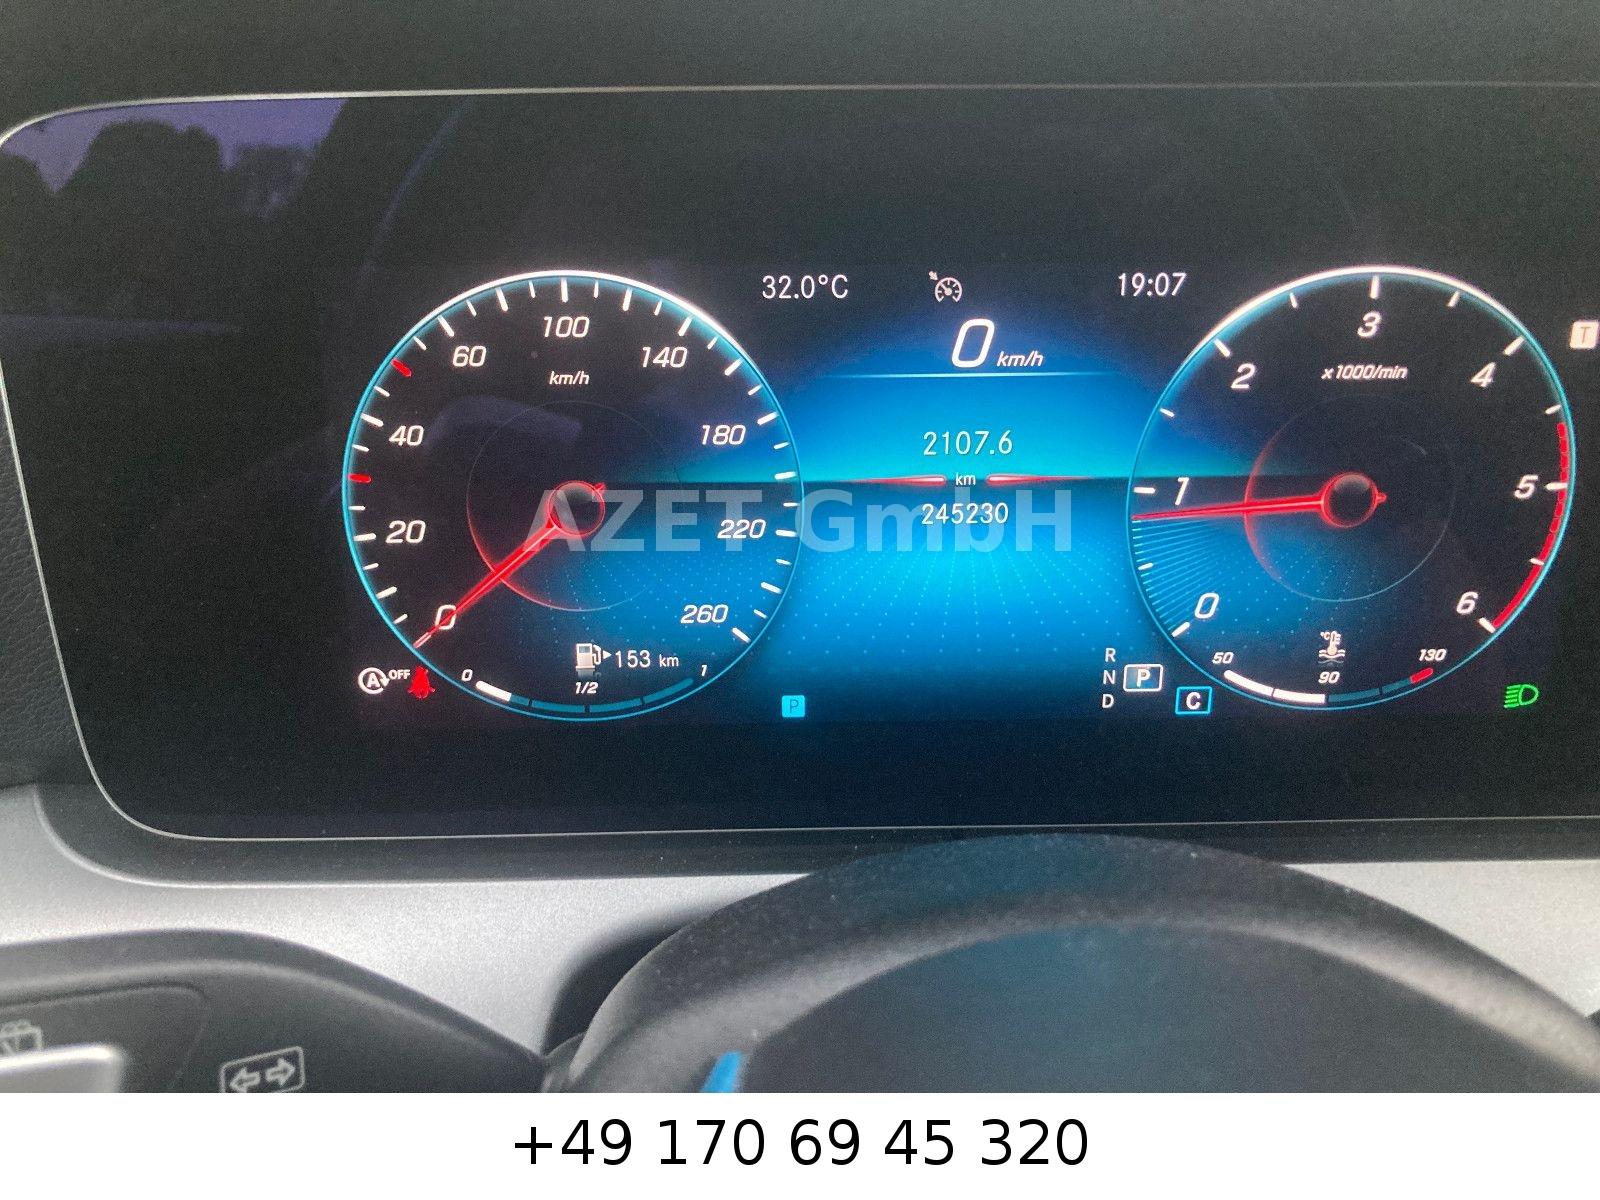 32.0°C
19:07
0 km/h
100
60
140
km/h
40
180
20
220
0
260
153 km
0
1/2
1
A OFF
2107.6
km
245230
AZET GmbH
P
R
N
D
P
C
3
2
4
x1000/min
1
5
0
6
°C
50
90
130
T
+49 170 69 45 320